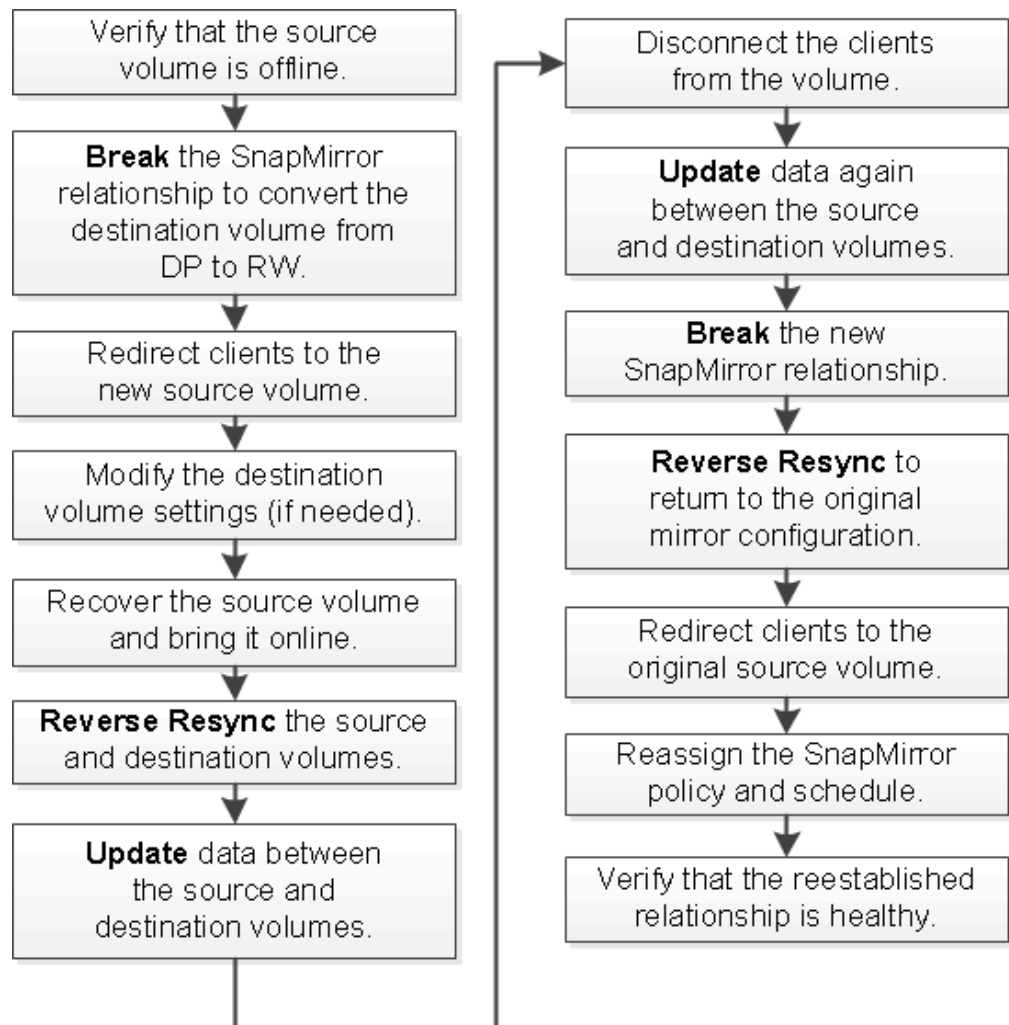 Verify that the source
volume is offline.
Break the SnapMirror
relationship to convert the
destination volume from
DP to RW.
Redirect clients to the
new source volume.
Modify the destination
volume settings (if needed).
Recover the source volume
and bring it online.
Reverse Resync the source
and destination volumes.
Update data between
the source and
destination volumes.
Disconnect the clients
from the volume.
Update data again
between the source
and destination volumes.
Break the new
SnapMirror relationship.
Reverse Resync to
return to the original
mirror configuration.
Redirect clients to the
original source volume.
Reassign the SnapMirror
policy and schedule.
Verify that the reestablished
relationship is healthy.